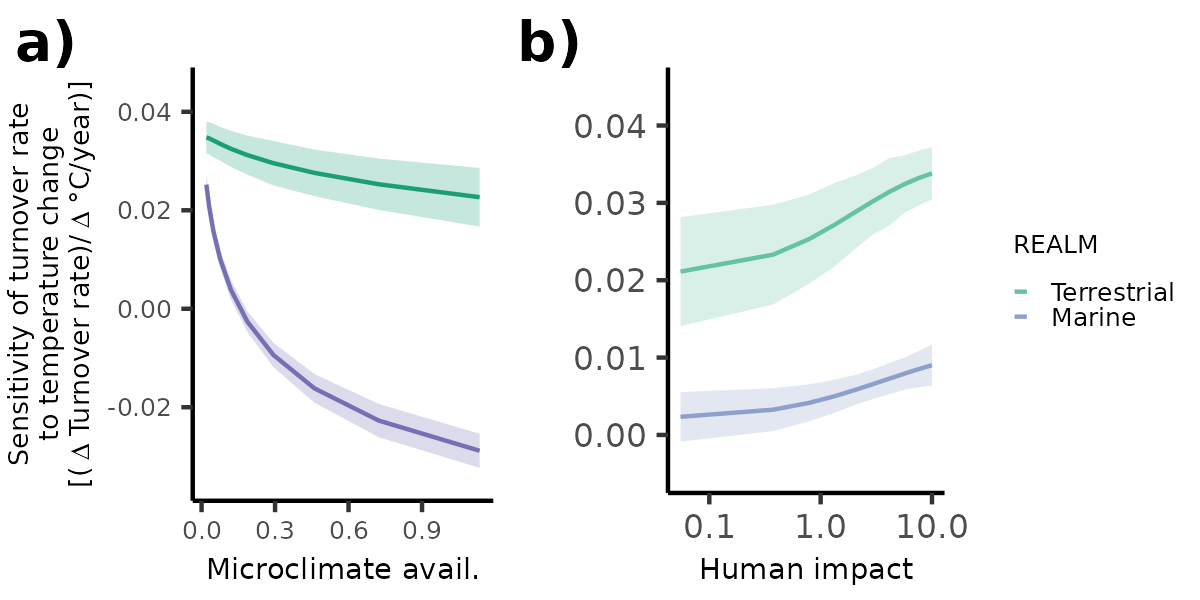 a)
Sensitivity of turnover rate
to temperature change
[( Δ Turnover rate)/ Δ °C/year)]
0.04
0.02
0.00
-0.02
0.0 0.3 0.6 0.9
Microclimate avail.
b)
0.04
0.03
0.02
0.01
0.00
0.1 1.0 10.0
Human impact
REALM
Terrestrial
Marine